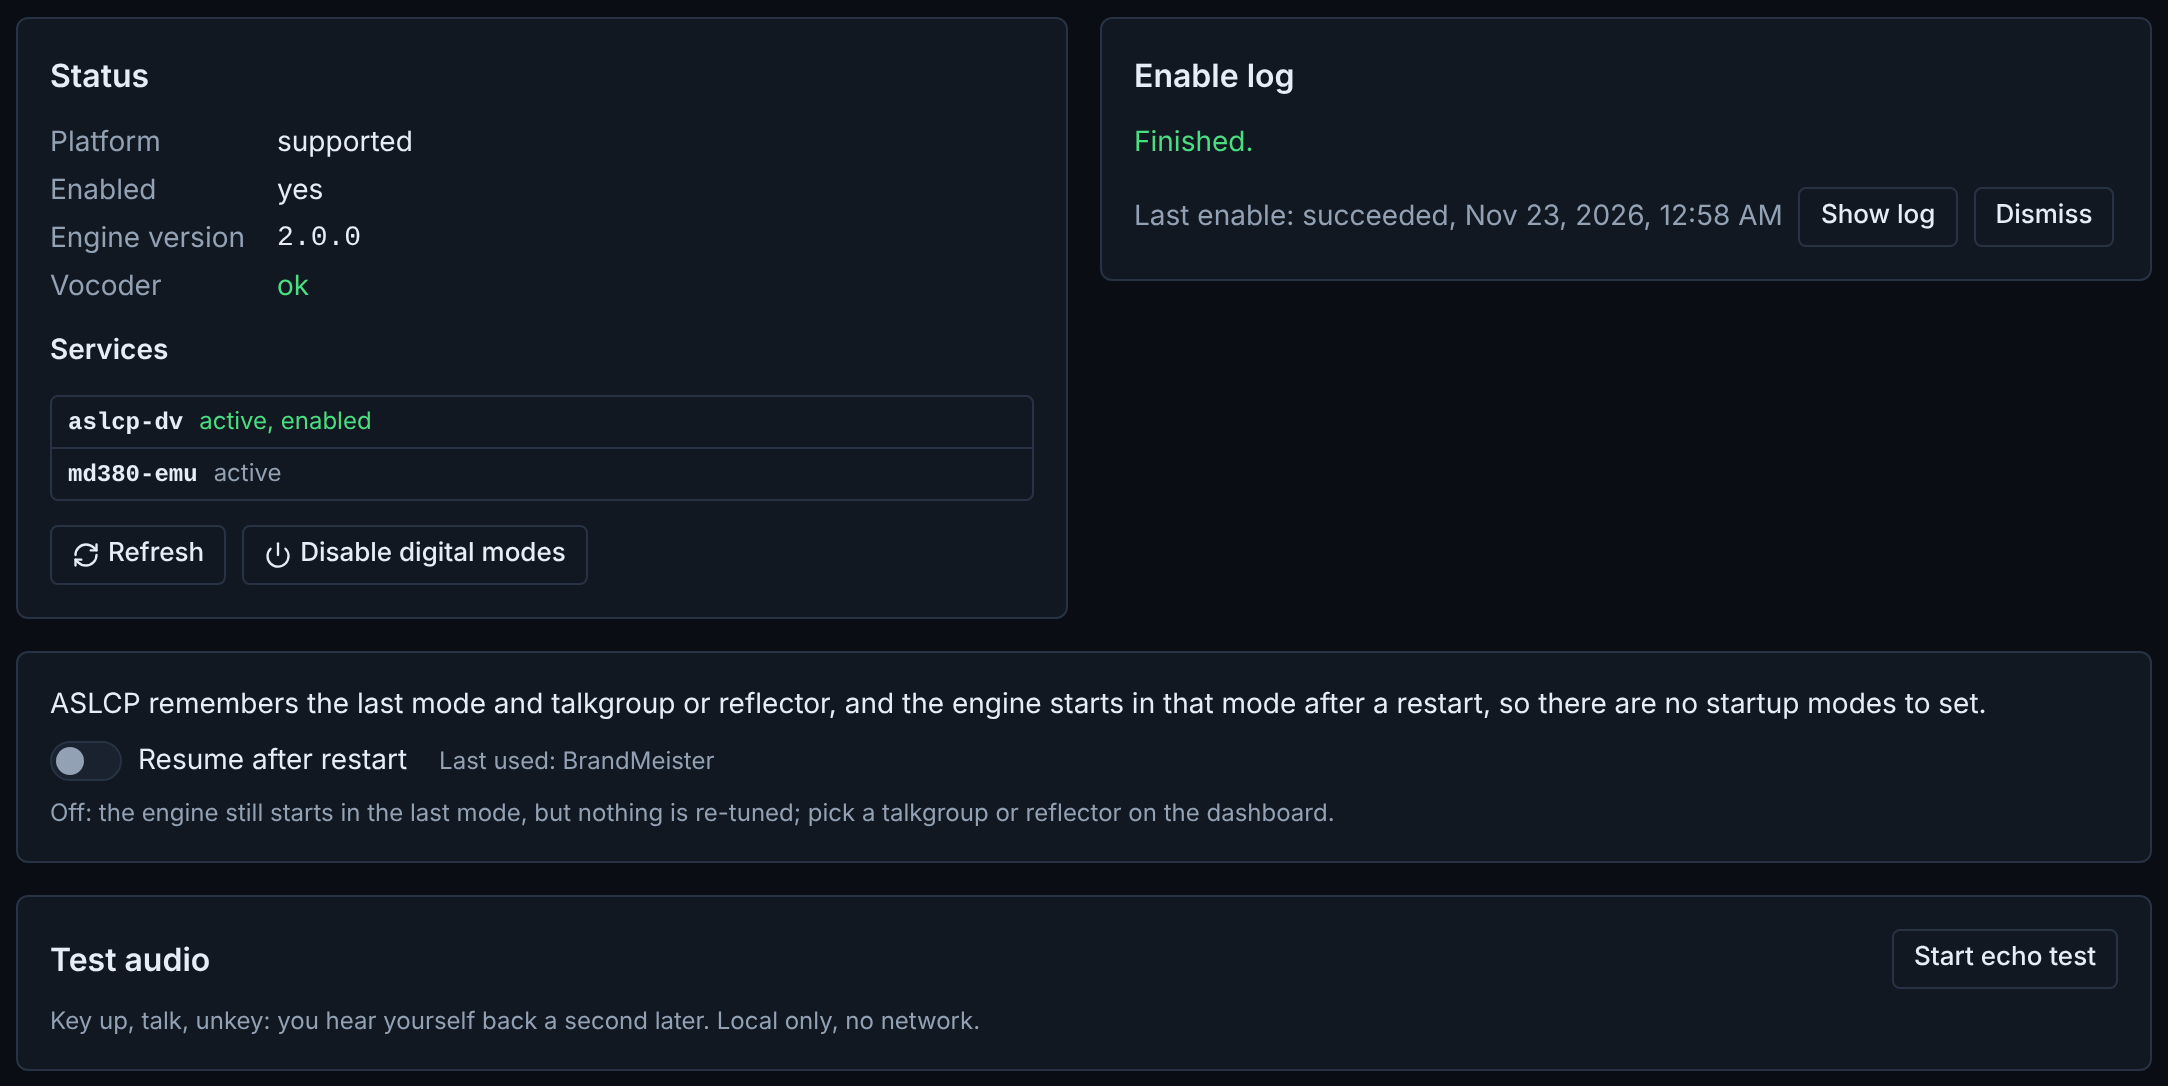 Status
Platform supported
Enabled yes
Engine version 2.0.0
Vocoder ok
Services
aslcp-dv active, enabled
md380-emu active
Refresh Disable digital modes
Enable log
Finished.
Last enable: succeeded, Nov 23, 2026, 12:58 AM Show log Dismiss
ASLCP remembers the last mode and talkgroup or reflector, and the engine starts in that mode after a restart, so there are no startup modes to set.
Resume after restart Last used: BrandMeister
Off: the engine still starts in the last mode, but nothing is re-tuned; pick a talkgroup or reflector on the dashboard.
Test audio Start echo test
Key up, talk, unkey: you hear yourself back a second later. Local only, no network.